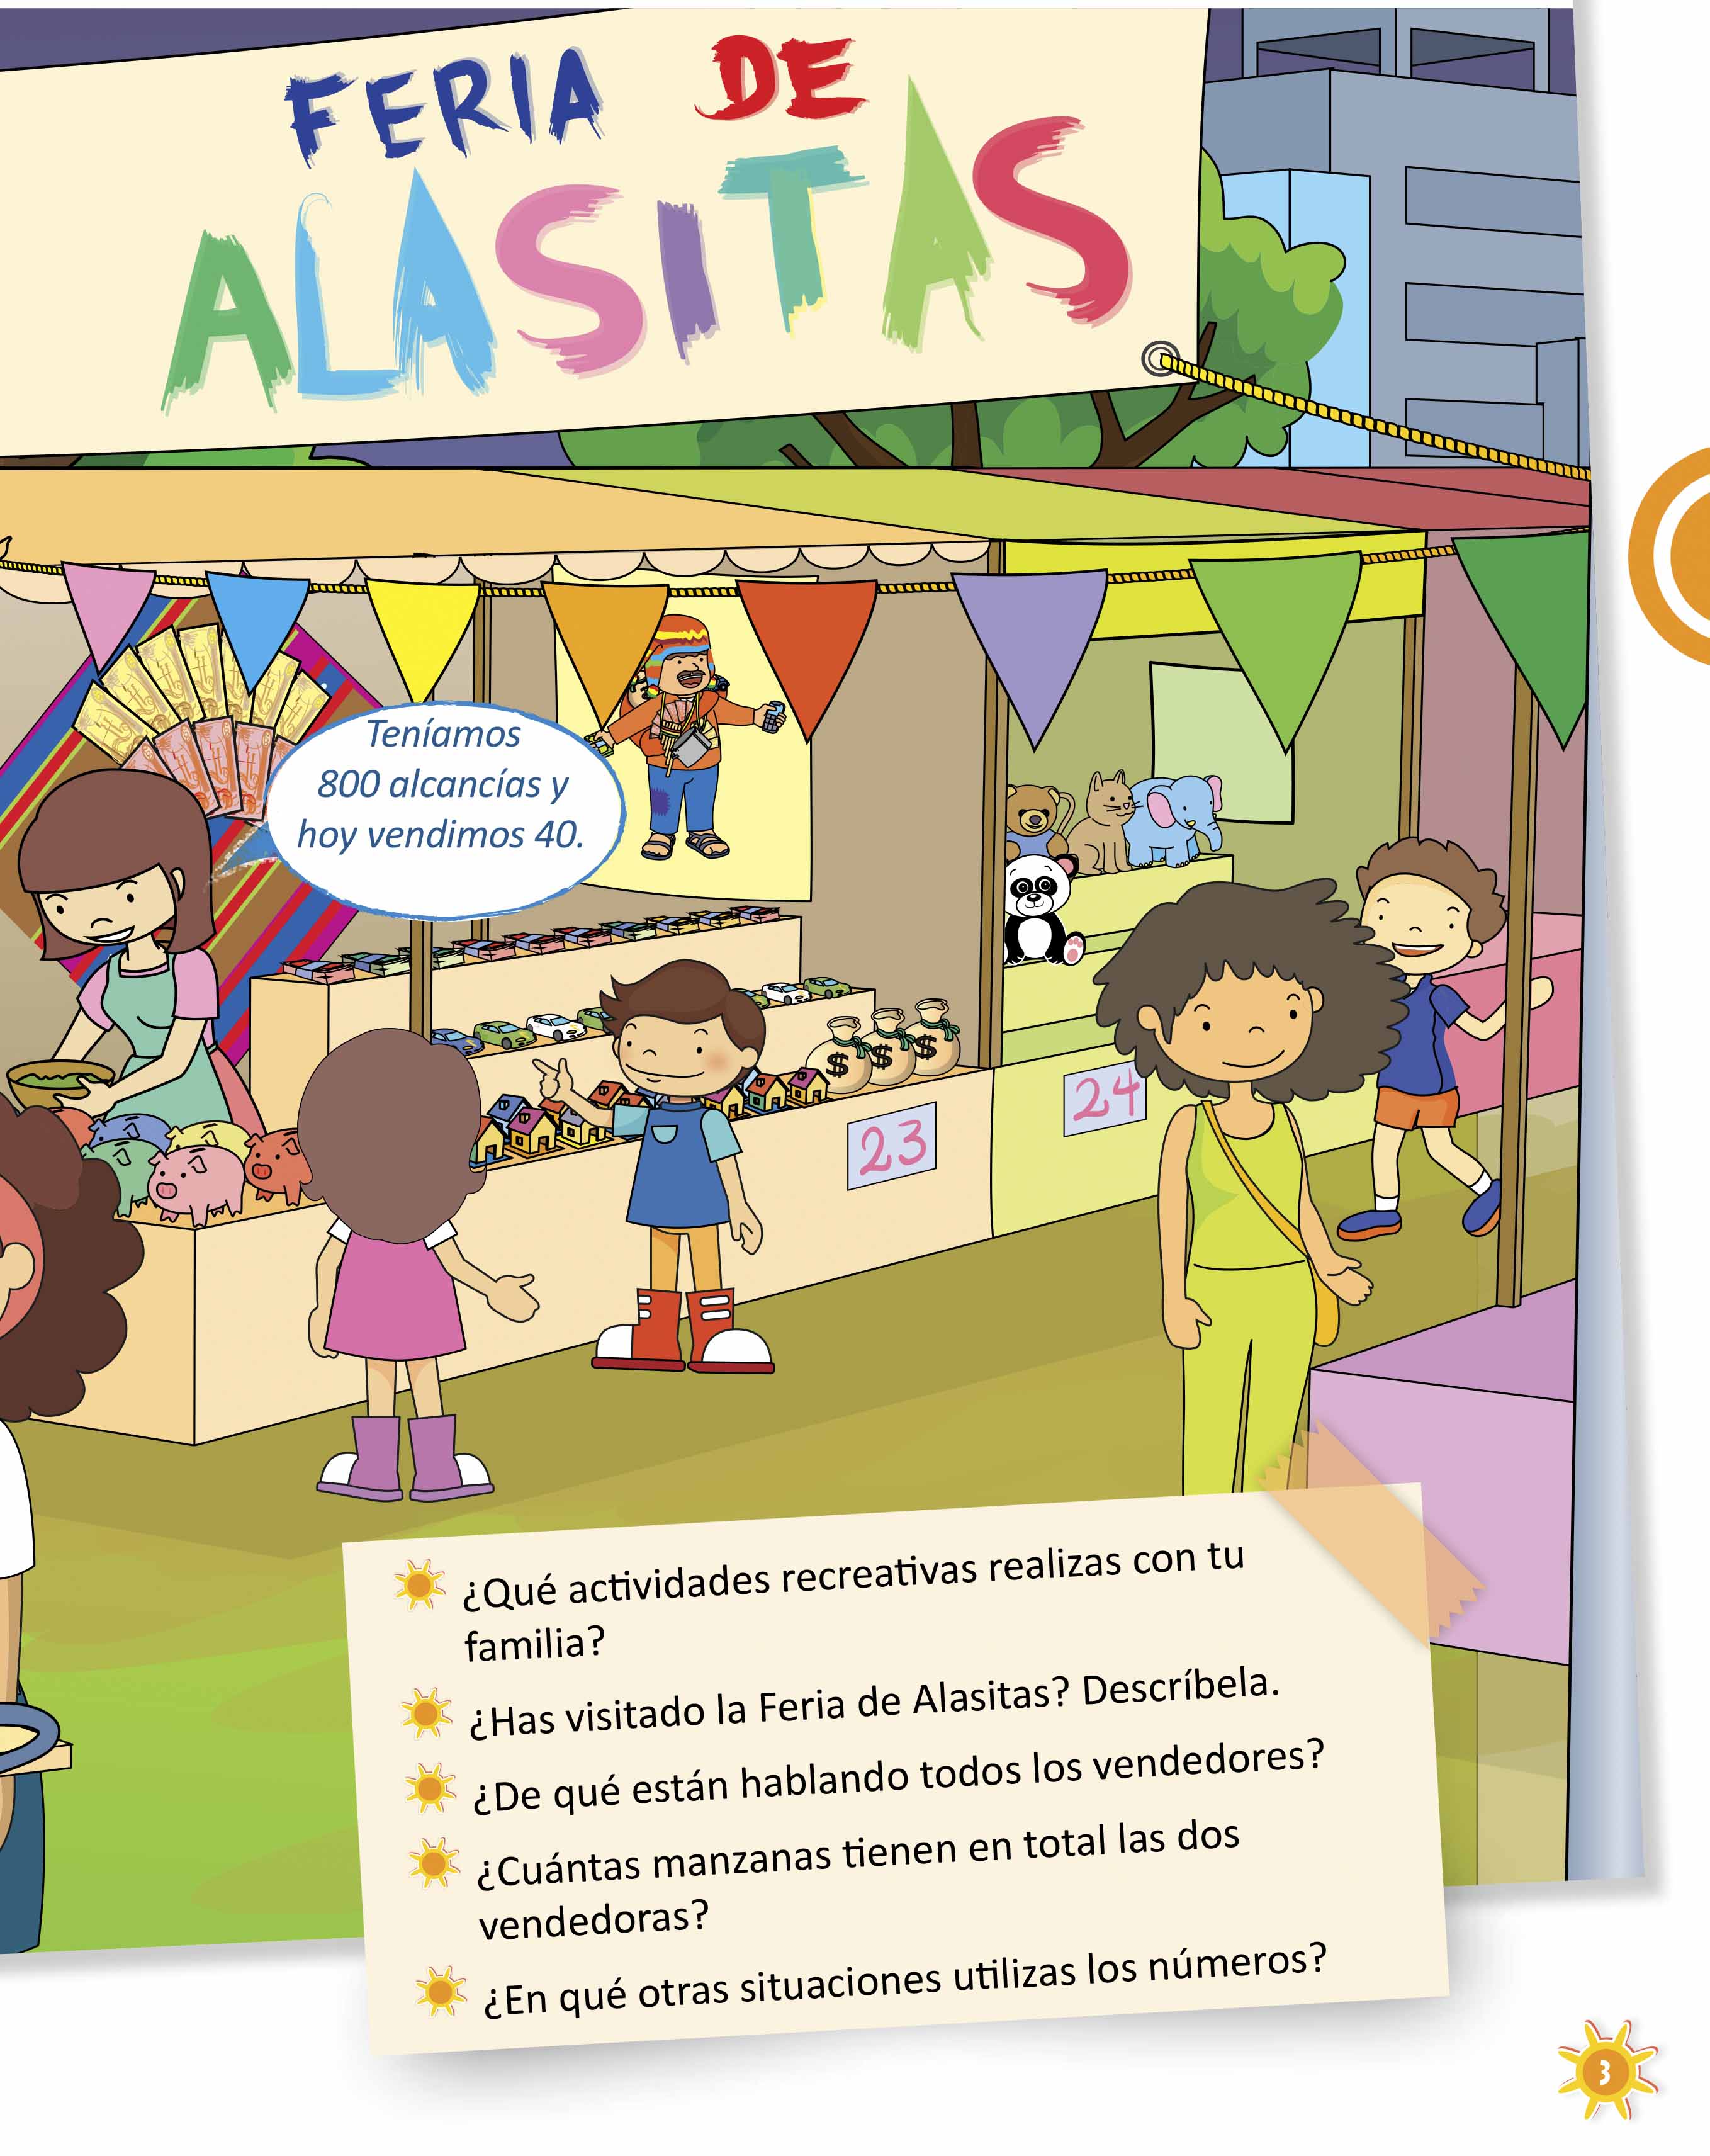 FERIA DE
ALASITAS
Teníamos
800 alcancías y
hoy vendimos 40.
$ $ $
24
23
¿Qué actividades recreativas realizas con tu
familia?
¿Has visitado la Feria de Alasitas? Descríbela.
¿De qué están hablando todos los vendedores?
¿Cuántas manzanas tienen en total las dos
vendedoras?
¿En qué otras situaciones utilizas los números?
3